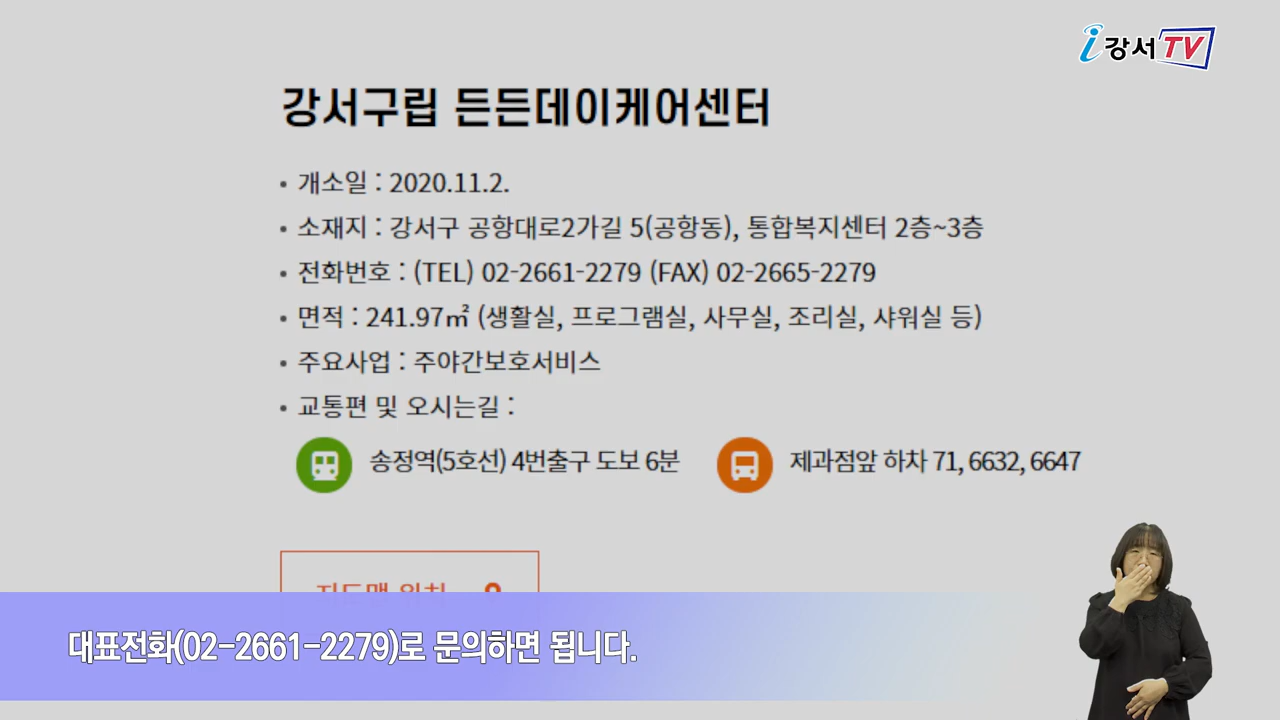 i강서TV
강서구립 든든데이케어센터
• 개소일 : 2020.11.2.
• 소재지 : 강서구 공항대로2가길 5(공항동), 통합복지센터 2층~3층
• 전화번호 : (TEL) 02-2661-2279 (FAX) 02-2665-2279
• 면적 : 241.97㎡ (생활실, 프로그램실, 사무실, 조리실, 샤워실 등)
• 주요사업 : 주야간보호서비스
• 교통편 및 오시는길 :
송정역(5호선) 4번출구 도보 6분 제과점앞 하차 71, 6632, 6647
대표전화(02-2661-2279)로 문의하면 됩니다.